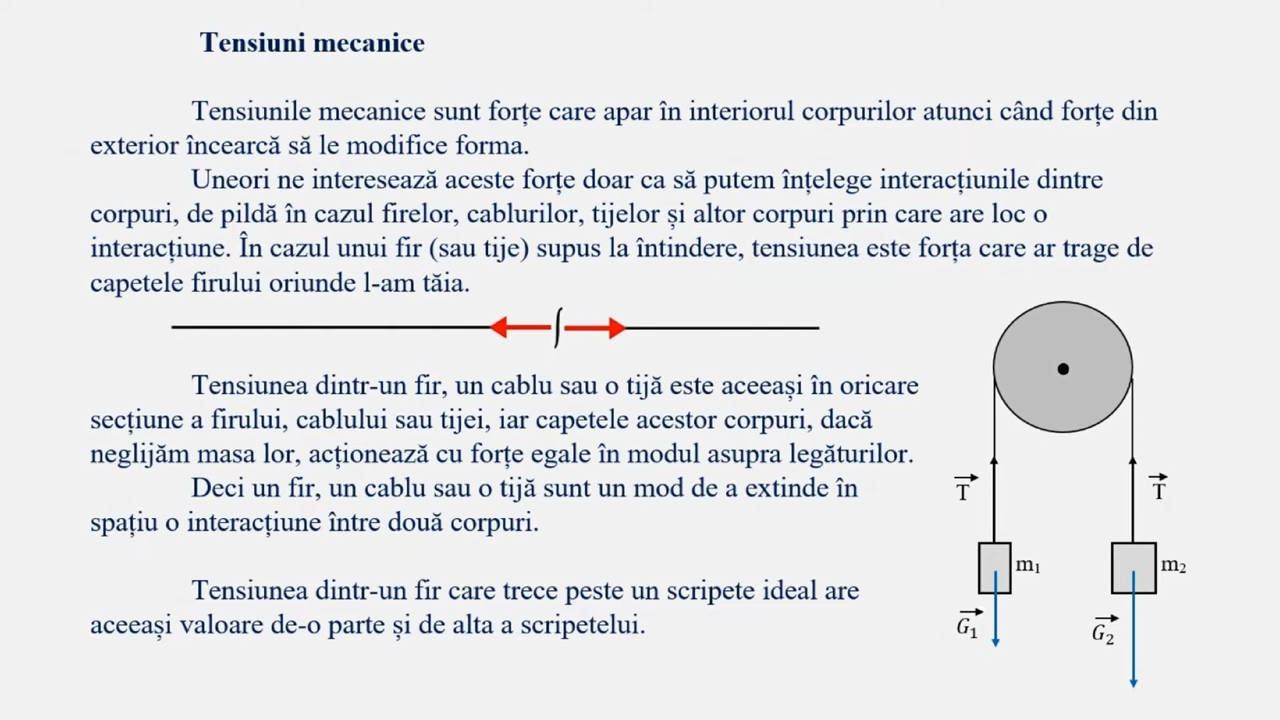 Tensiuni mecanice
Tensiunile mecanice sunt forțe care apar în interiorul corpurilor atunci când forțe din
exterior încearcă să le modifice forma.
Uneori ne interesează aceste forțe doar ca să putem înțelege interacțiunile dintre
corpuri, de pildă în cazul firelor, cablurilor, tijelor și altor corpuri prin care are loc o
interacțiune. În cazul unui fir (sau tije) supus la întindere, tensiunea este forța care ar trage de
capetele firului oriunde l-am tăia.
Tensiunea dintr-un fir, un cablu sau o tijă este aceeași în oricare
secțiune a firului, cablului sau tijei, iar capetele acestor corpuri, dacă
neglijăm masa lor, acționează cu forțe egale în modul asupra legăturilor.
Deci un fir, un cablu sau o tijă sunt un mod de a extinde în
spațiu o interacțiune între două corpuri.
Tensiunea dintr-un fir care trece peste un scripete ideal are
aceeași valoare de-o parte și de alta a scripetelui.
T⃗ T⃗
m₁ m₂
G⃗₁ G⃗₂